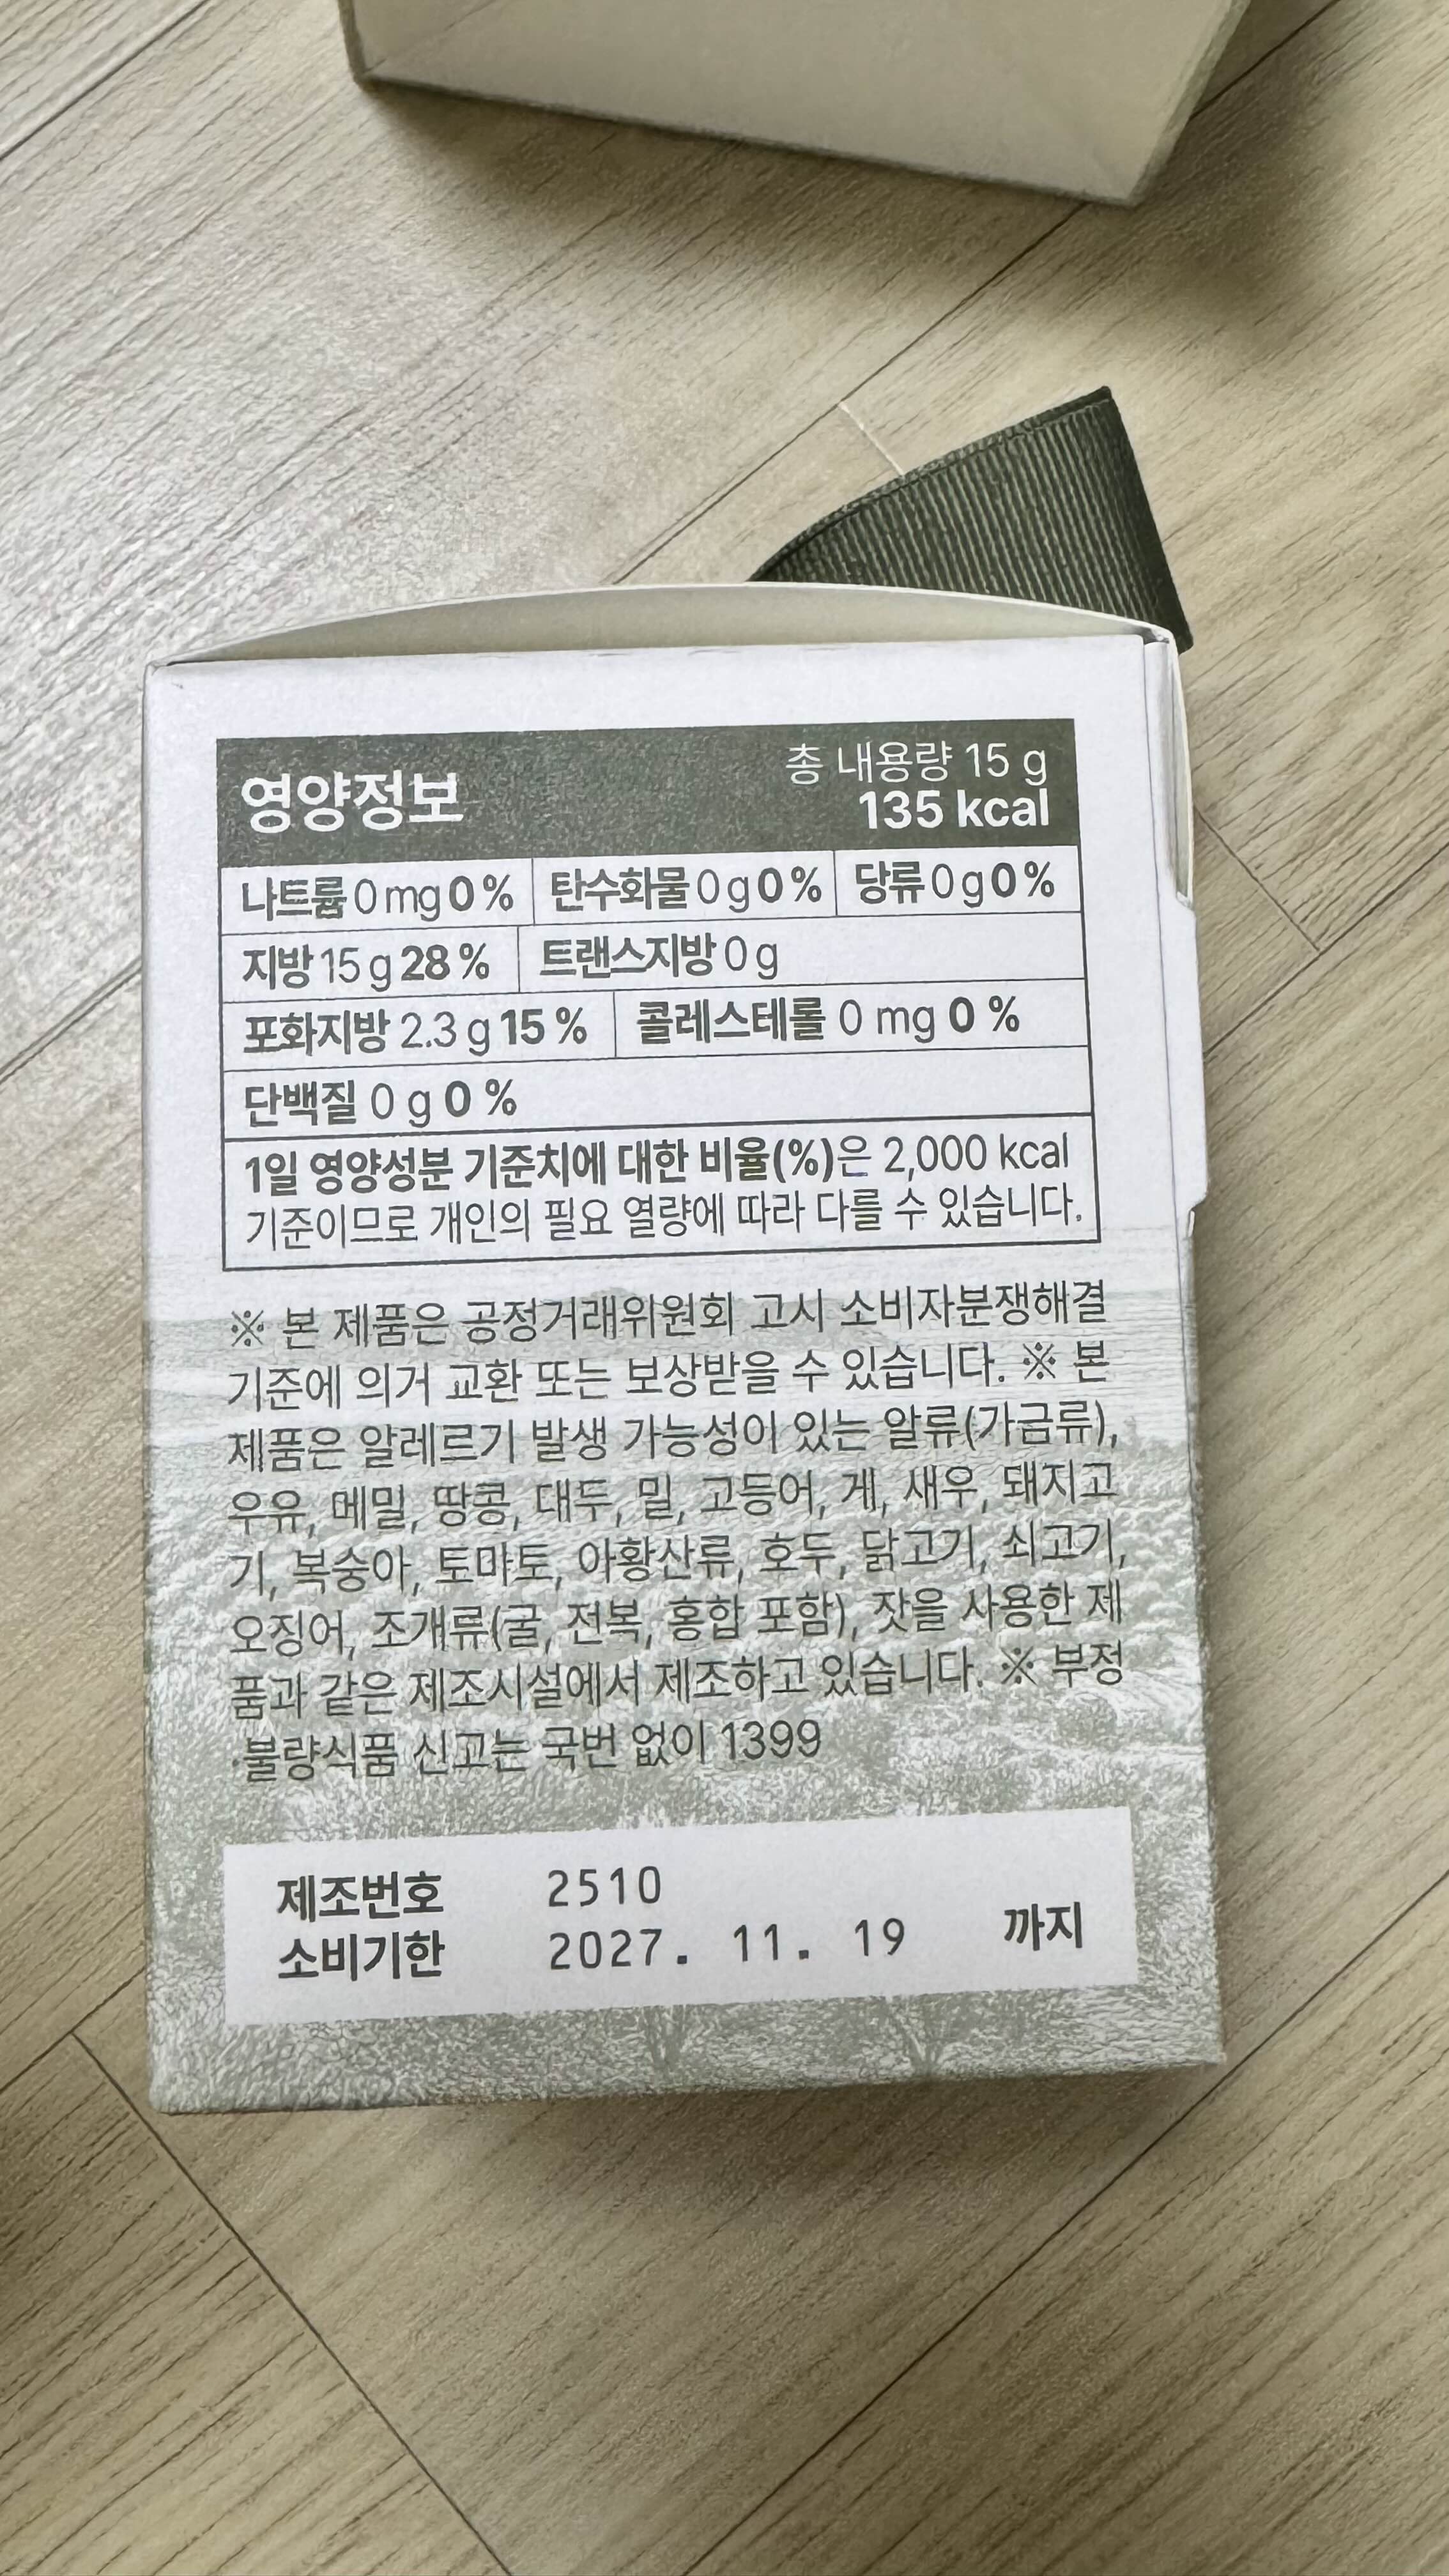 영양정보
총 내용량 15 g
135 kcal
나트륨 0 mg 0 % 탄수화물 0 g 0 % 당류 0 g 0 %
지방 15 g 28 % 트랜스지방 0 g
포화지방 2.3 g 15 % 콜레스테롤 0 mg 0 %
단백질 0 g 0 %
1일 영양성분 기준치에 대한 비율(%)은 2,000 kcal
기준이므로 개인의 필요 열량에 따라 다를 수 있습니다.
※ 본 제품은 공정거래위원회 고시 소비자분쟁해결
기준에 의거 교환 또는 보상받을 수 있습니다. ※ 본
제품은 알레르기 발생 가능성이 있는 알류(가금류),
우유, 메밀, 땅콩, 대두, 밀, 고등어, 게, 새우, 돼지고
기, 복숭아, 토마토, 아황산류, 호두, 닭고기, 쇠고기,
오징어, 조개류(굴, 전복, 홍합 포함), 잣을 사용한 제
품과 같은 제조시설에서 제조하고 있습니다. ※ 부정
·불량식품 신고는 국번 없이 1399
제조번호 2510
소비기한 2027. 11. 19 까지